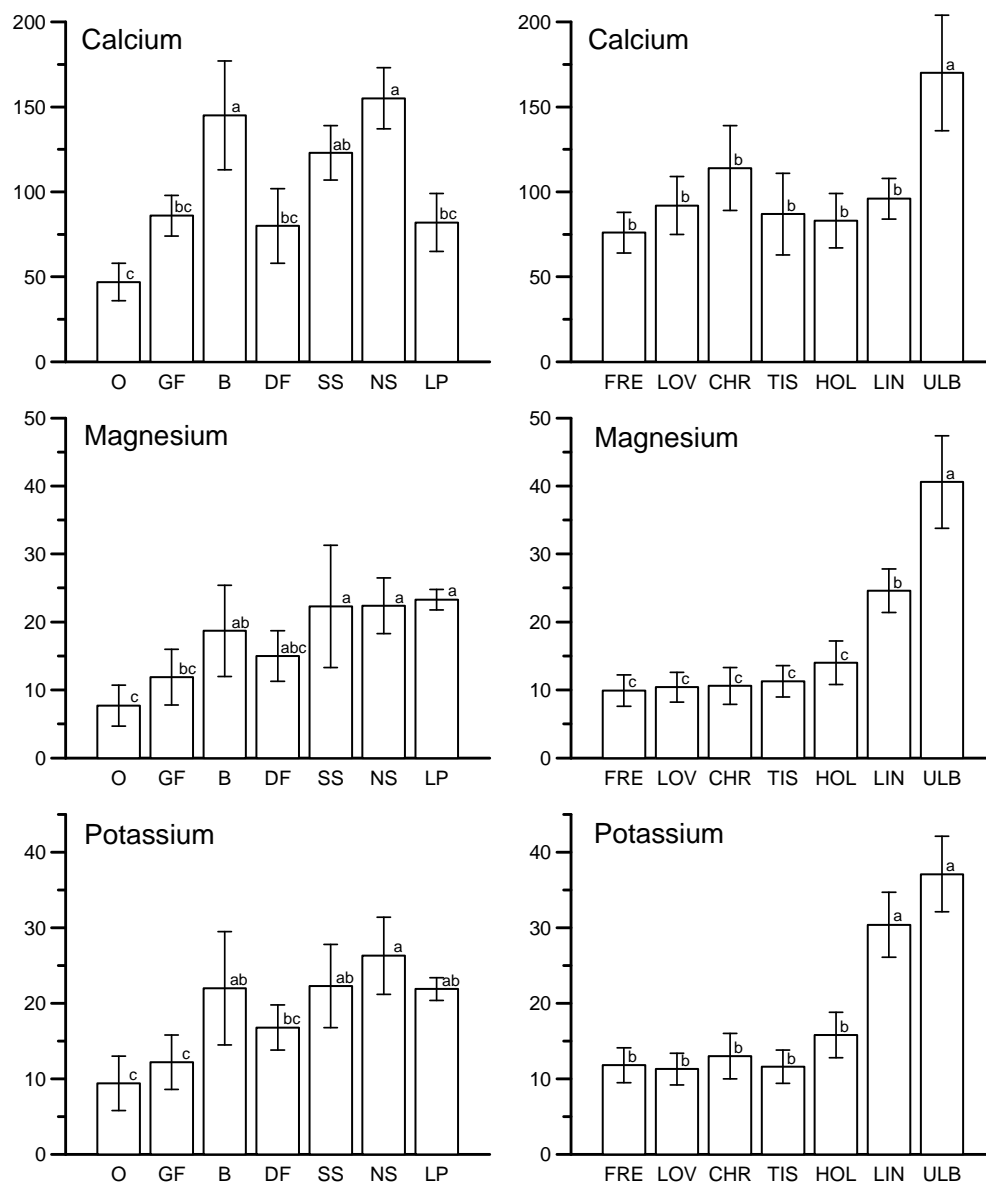 Calcium
200
150
100
50
0
c
bc
a
bc
ab
a
bc
O GF B DF SS NS LP
Calcium
200
150
100
50
0
b
b
b
b
b
b
a
FRE LOV CHR TIS HOL LIN ULB
Magnesium
50
40
30
20
10
0
c
bc
ab
abc
a
a
a
O GF B DF SS NS LP
Magnesium
50
40
30
20
10
0
c
c
c
c
c
b
a
FRE LOV CHR TIS HOL LIN ULB
Potassium
40
30
20
10
0
c
c
ab
bc
ab
a
ab
O GF B DF SS NS LP
Potassium
40
30
20
10
0
b
b
b
b
b
a
a
FRE LOV CHR TIS HOL LIN ULB